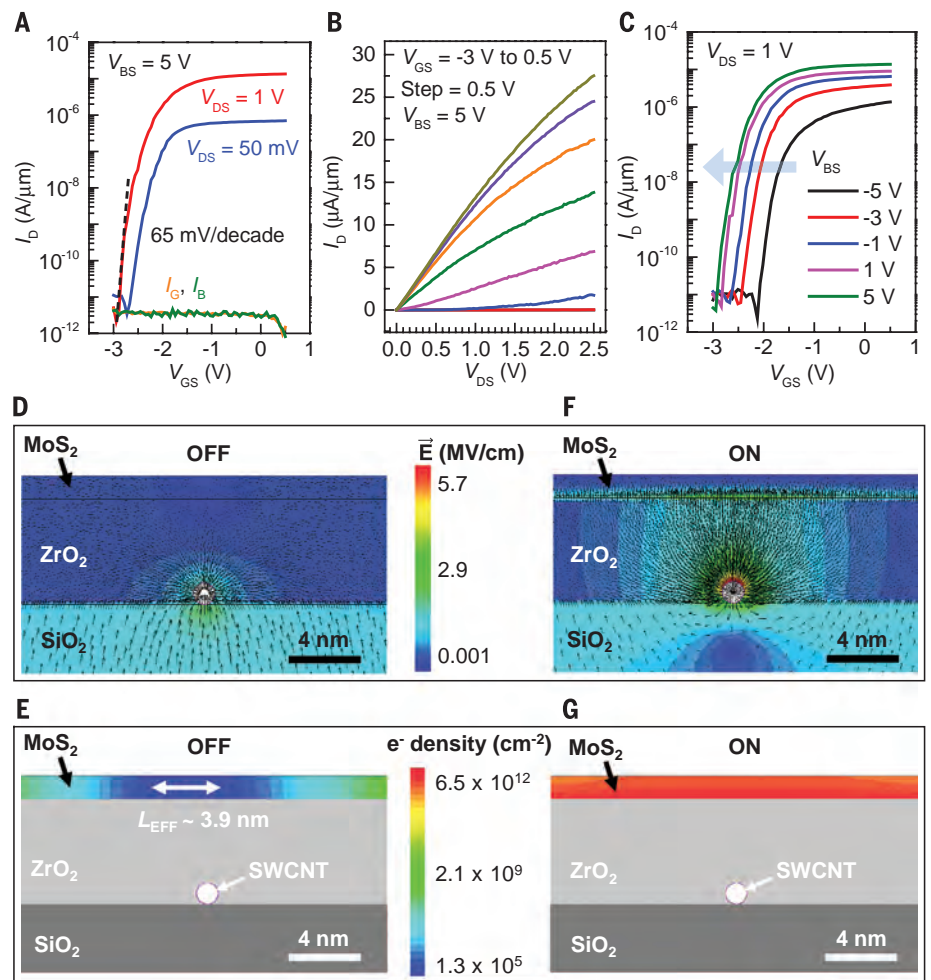 A
10⁻⁴
10⁻⁶
10⁻⁸
10⁻¹⁰
10⁻¹²
I_D (A/μm)
V_BS = 5 V
V_DS = 1 V
V_DS = 50 mV
65 mV/decade
I_G, I_B
-3 -2 -1 0 1
V_GS (V)
B
30
25
20
15
10
5
0
I_D (μA/μm)
V_GS = -3 V to 0.5 V
Step = 0.5 V
V_BS = 5 V
0.0 0.5 1.0 1.5 2.0 2.5
V_DS (V)
C
10⁻⁴
10⁻⁶
10⁻⁸
10⁻¹⁰
10⁻¹²
I_D (A/μm)
V_DS = 1 V
V_BS
-5 V
-3 V
-1 V
1 V
5 V
-3 -2 -1 0 1
V_GS (V)
D
MoS₂
OFF
ZrO₂
SiO₂
4 nm
E (MV/cm)
5.7
2.9
0.001
F
MoS₂
ON
ZrO₂
SiO₂
4 nm
E
MoS₂
OFF
L_EFF ~ 3.9 nm
ZrO₂
SWCNT
SiO₂
4 nm
e⁻ density (cm⁻²)
6.5 x 10¹²
2.1 x 10⁹
1.3 x 10⁵
G
MoS₂
ON
ZrO₂
SWCNT
SiO₂
4 nm